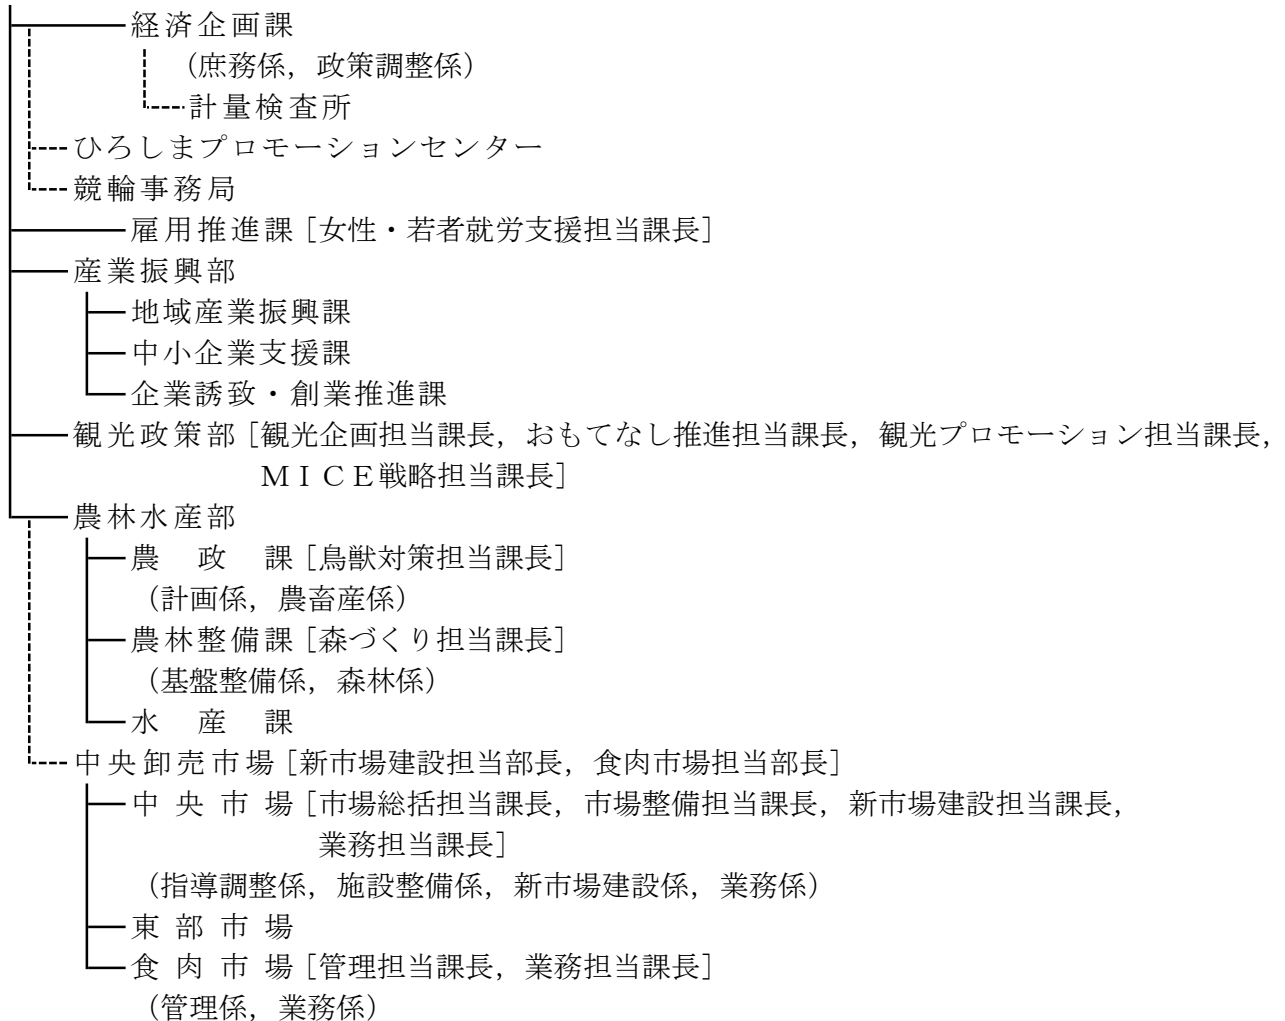 経済企画課
（庶務係，政策調整係）
計量検査所
ひろしまプロモーションセンター
競輪事務局
雇用推進課［女性・若者就労支援担当課長］
産業振興部
地域産業振興課
中小企業支援課
企業誘致・創業推進課
観光政策部［観光企画担当課長，おもてなし推進担当課長，観光プロモーション担当課長，
ＭＩＣＥ戦略担当課長］
農林水産部
農　政　課［鳥獣対策担当課長］
（計画係，農畜産係）
農林整備課［森づくり担当課長］
（基盤整備係，森林係）
水　産　課
中央卸売市場［新市場建設担当部長，食肉市場担当部長］
中 央 市 場［市場総括担当課長，市場整備担当課長，新市場建設担当課長，
業務担当課長］
（指導調整係，施設整備係，新市場建設係，業務係）
東 部 市 場
食 肉 市 場［管理担当課長，業務担当課長］
（管理係，業務係）